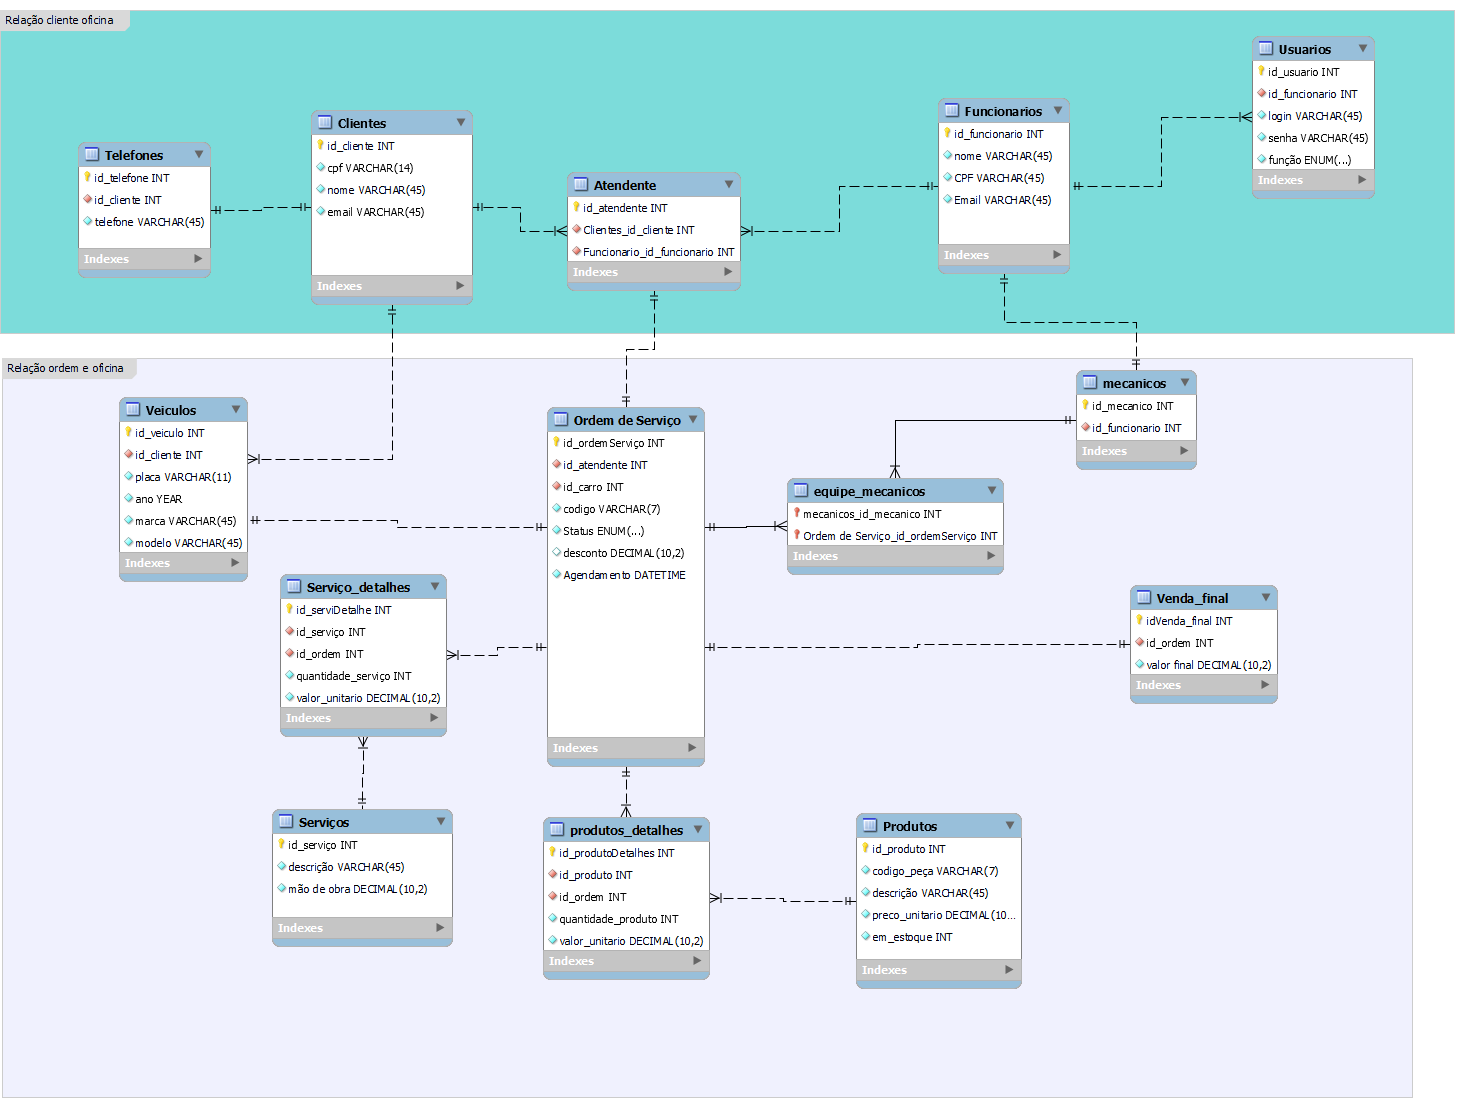 Relação cliente oficina
Telefones
id_telefone INT
id_cliente INT
telefone VARCHAR(45)
Indexes
Clientes
id_cliente INT
cpf VARCHAR(14)
nome VARCHAR(45)
email VARCHAR(45)
Indexes
Atendente
id_atendente INT
Clientes_id_cliente INT
Funcionario_id_funcionario INT
Indexes
Funcionarios
id_funcionario INT
nome VARCHAR(45)
CPF VARCHAR(45)
Email VARCHAR(45)
Indexes
Usuarios
id_usuario INT
id_funcionario INT
login VARCHAR(45)
senha VARCHAR(45)
função ENUM(...)
Indexes
Relação ordem e oficina
Veiculos
id_veiculo INT
id_cliente INT
placa VARCHAR(11)
ano YEAR
marca VARCHAR(45)
modelo VARCHAR(45)
Indexes
Ordem de Serviço
id_ordemServiço INT
id_atendente INT
id_carro INT
codigo VARCHAR(7)
Status ENUM(...)
desconto DECIMAL(10,2)
Agendamento DATETIME
Indexes
mecanicos
id_mecanico INT
id_funcionario INT
Indexes
equipe_mecanicos
mecanicos_id_mecanico INT
Ordem de Serviço_id_ordemServiço INT
Indexes
Serviço_detalhes
id_serviDetalhe INT
id_serviço INT
id_ordem INT
quantidade_serviço INT
valor_unitario DECIMAL(10,2)
Indexes
Venda_final
idVenda_final INT
id_ordem INT
valor final DECIMAL(10,2)
Indexes
Serviços
id_serviço INT
descrição VARCHAR(45)
mão de obra DECIMAL(10,2)
Indexes
produtos_detalhes
id_produtoDetalhes INT
id_produto INT
id_ordem INT
quantidade_produto INT
valor_unitario DECIMAL(10,2)
Indexes
Produtos
id_produto INT
codigo_peça VARCHAR(7)
descrição VARCHAR(45)
preco_unitario DECIMAL(10...
em_estoque INT
Indexes